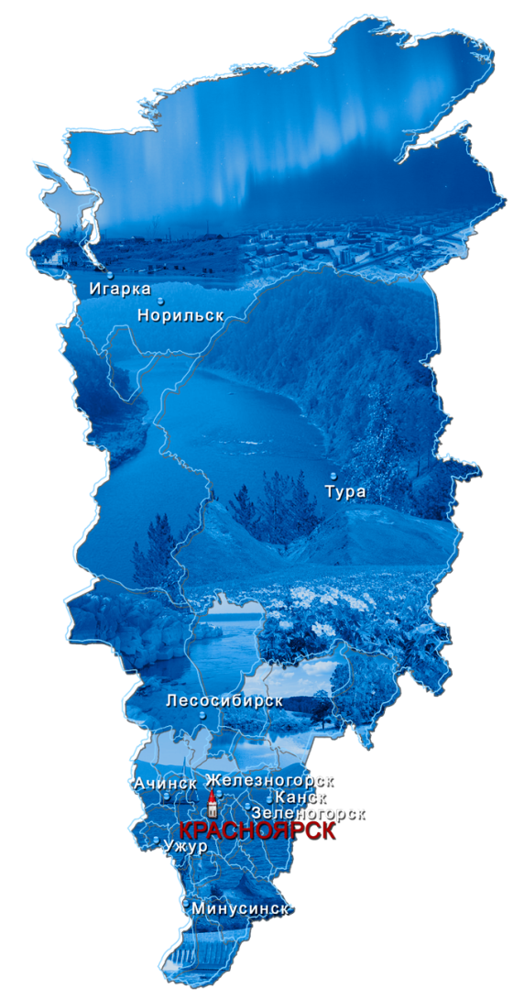 Игарка
Норильск
Тура
Лесосибирск
Железногорск
Ачинск
Канск
Зеленогорск
КРАСНОЯРСК
Ужур
Минусинск